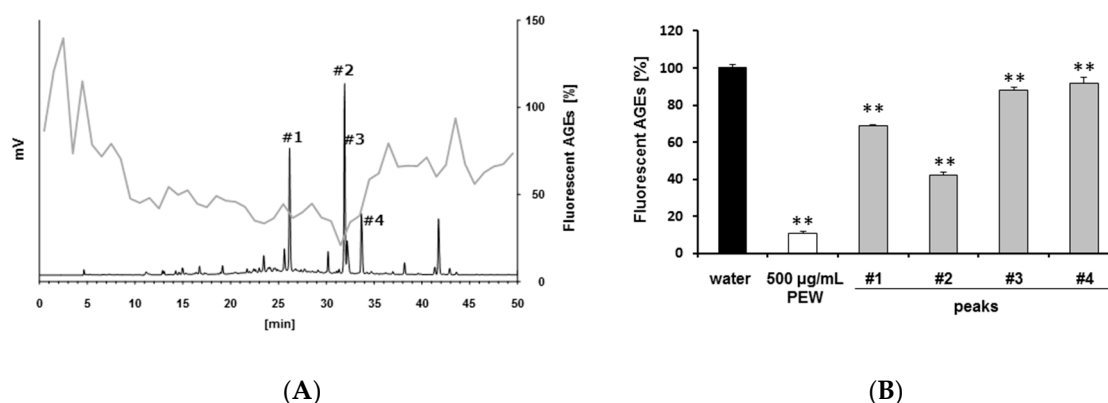 mV
150
100
50
0
Fluorescent AGEs [%]
#1
#2
#3
#4
0 5 10 15 20 25 30 35 40 45 50
[min]
(A)
Fluorescent AGEs [%]
120
100
80
60
40
20
0
**
**
**
**
**
water
500 µg/mL
PEW
#1 #2 #3 #4
peaks
(B)